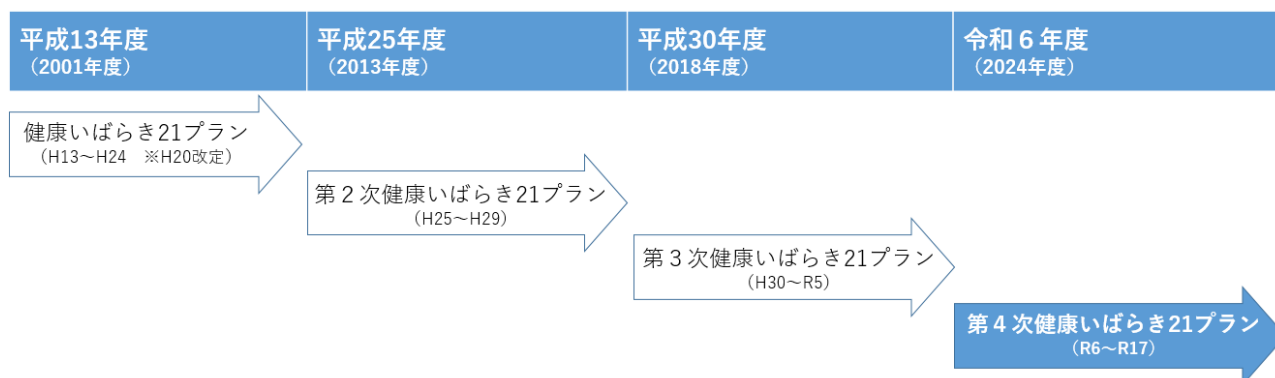 平成13年度
（2001年度）
平成25年度
（2013年度）
平成30年度
（2018年度）
令和６年度
（2024年度）
健康いばらき21プラン
（H13～H24　※H20改定）
第２次健康いばらき21プラン
（H25～H29）
第３次健康いばらき21プラン
（H30～R5）
第４次健康いばらき21プラン
（R6～R17）